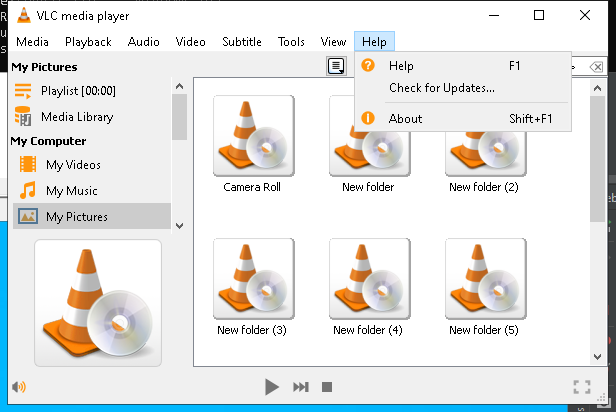 VLC media player
Media Playback Audio Video Subtitle Tools View Help
Help F1
Check for Updates...
About Shift+F1
My Pictures
Playlist [00:00]
Media Library
My Computer
My Videos
My Music
My Pictures
Camera Roll
New folder
New folder (2)
New folder (3)
New folder (4)
New folder (5)